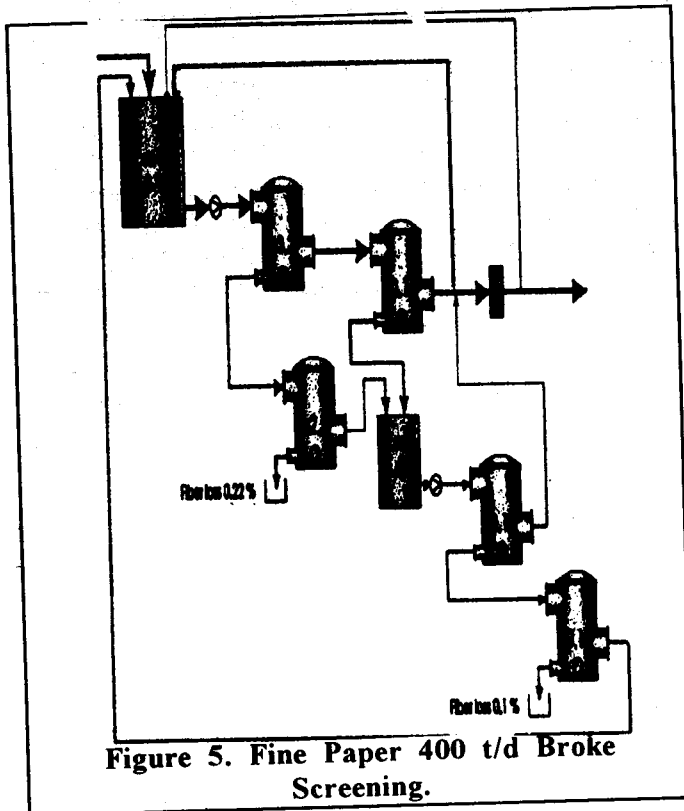 Fiber loss 0.22 %
Fiber loss 0.1 %
Figure 5. Fine Paper 400 t/d Broke
Screening.